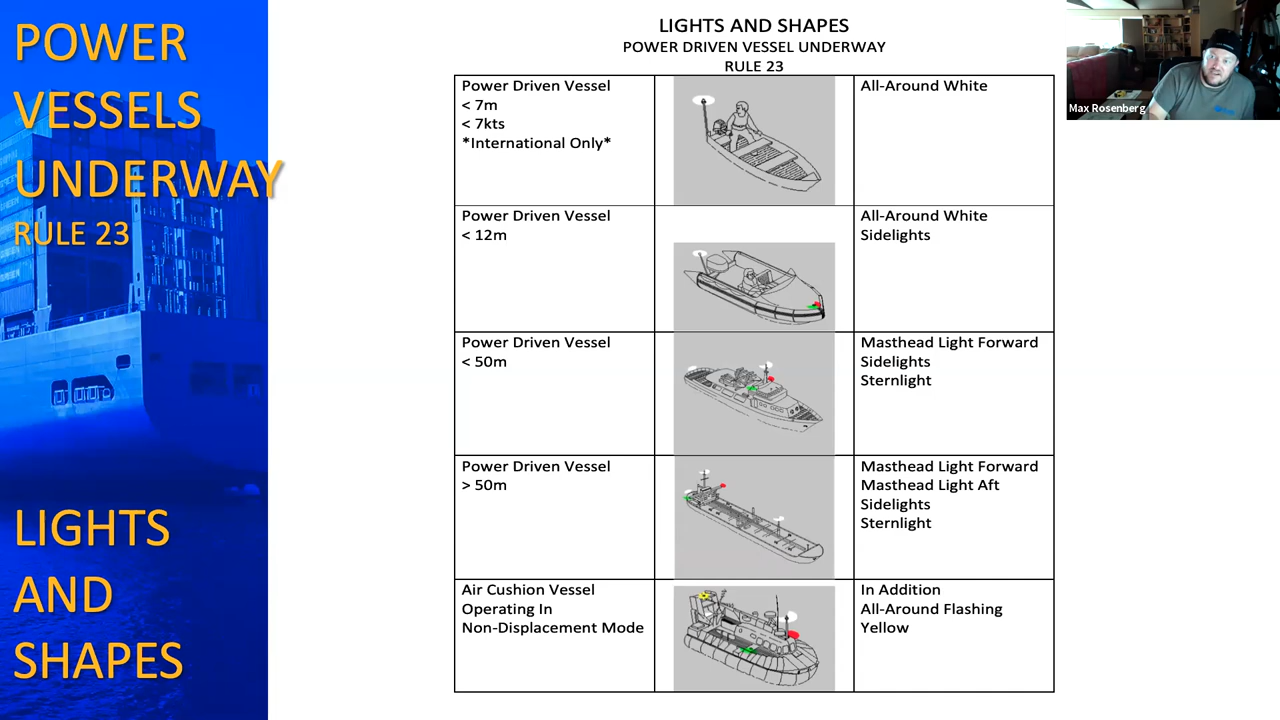 POWER
VESSELS
UNDERWAY
RULE 23
LIGHTS
AND
SHAPES
LIGHTS AND SHAPES
POWER DRIVEN VESSEL UNDERWAY
RULE 23
Power Driven Vessel
< 7m
< 7kts
*International Only*
All-Around White
Power Driven Vessel
< 12m
All-Around White
Sidelights
Power Driven Vessel
< 50m
Masthead Light Forward
Sidelights
Sternlight
Power Driven Vessel
> 50m
Masthead Light Forward
Masthead Light Aft
Sidelights
Sternlight
Air Cushion Vessel
Operating In
Non-Displacement Mode
In Addition
All-Around Flashing
Yellow
Max Rosenberg